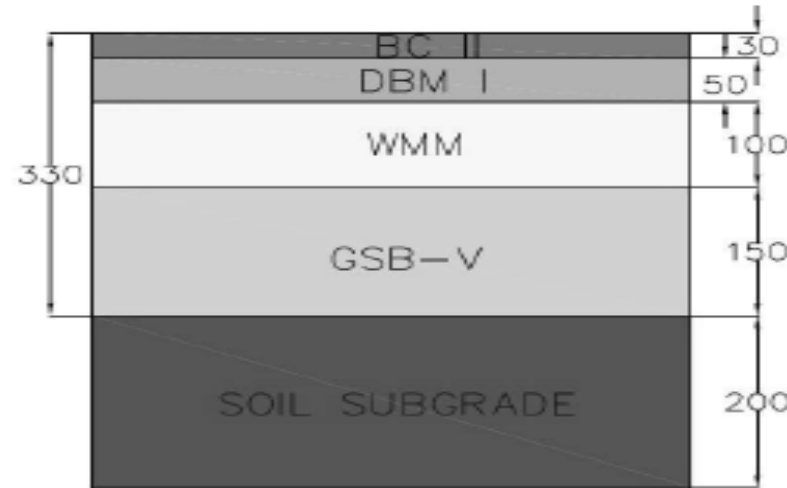 BC II
30
DBM I
50
WMM
100
330
GSB-V
150
SOIL SUBGRADE
200